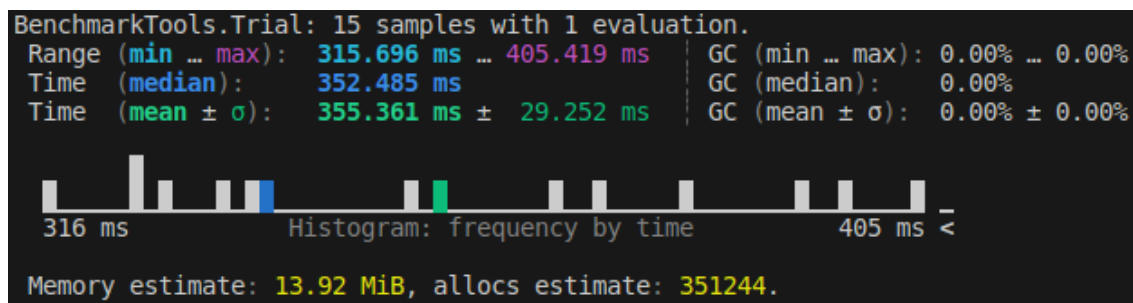 BenchmarkTools.Trial: 15 samples with 1 evaluation.
Range (min … max): 315.696 ms … 405.419 ms ┊ GC (min … max): 0.00% … 0.00%
Time (median): 352.485 ms ┊ GC (median): 0.00%
Time (mean ± σ): 355.361 ms ± 29.252 ms ┊ GC (mean ± σ): 0.00% ± 0.00%
316 ms Histogram: frequency by time 405 ms <
Memory estimate: 13.92 MiB, allocs estimate: 351244.